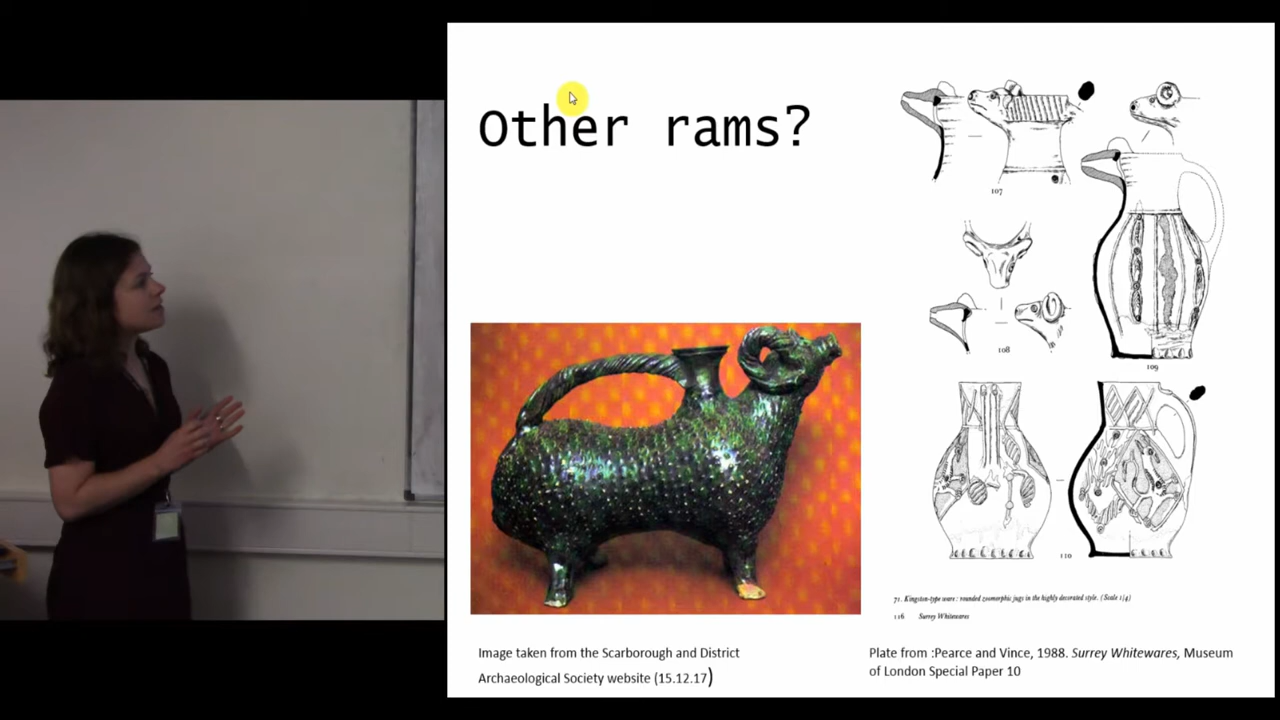 Other rams?
107
108
109
110
71. Kingston-type ware: rounded zoomorphic jugs in the highly decorated style. (Scale 1/4)
116 Surrey Whitewares
Image taken from the Scarborough and District
Archaeological Society website (15.12.17)
Plate from :Pearce and Vince, 1988. Surrey Whitewares, Museum
of London Special Paper 10